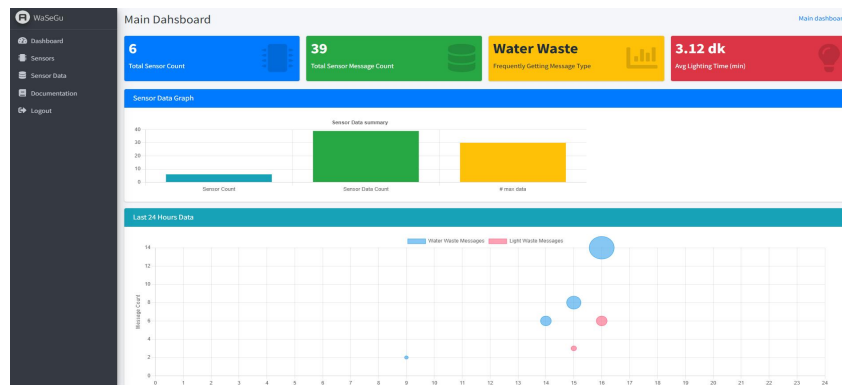 WaSeGu
Main Dahsboard
Main dashboar
Dashboard
Sensors
Sensor Data
Documentation
Logout
6
Total Sensor Count
39
Total Sensor Message Count
Water Waste
Frequently Getting Message Type
3.12 dk
Avg Lighting Time (min)
Sensor Data Graph
Sensor Data summary
40
30
20
10
0
Sensor Count
Sensor Data Count
# max data
Last 24 Hours Data
Water Waste Messages
Light Waste Messages
Message Count
14
12
10
8
6
4
2
0
0 1 2 3 4 5 6 7 8 9 10 11 12 13 14 15 16 17 18 19 20 21 22 23 24